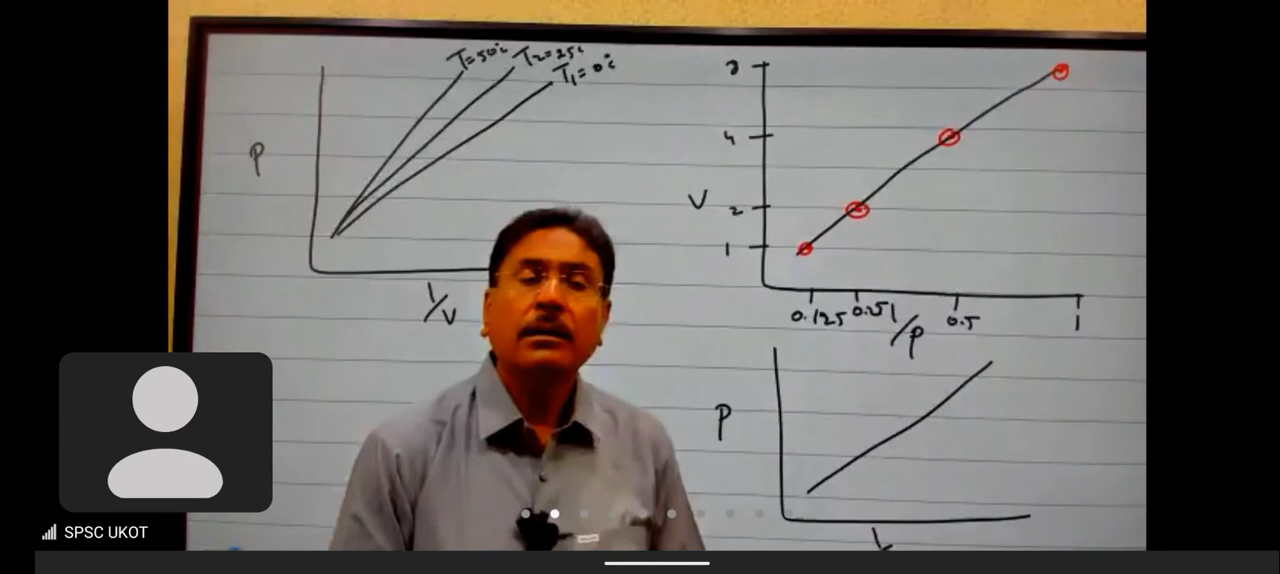 T=50°C T2=25C T1=0°C
P
1/V
8
4
V 2
1
0.125 0.251 0.5 1
1/P
P
SPSC UKOT